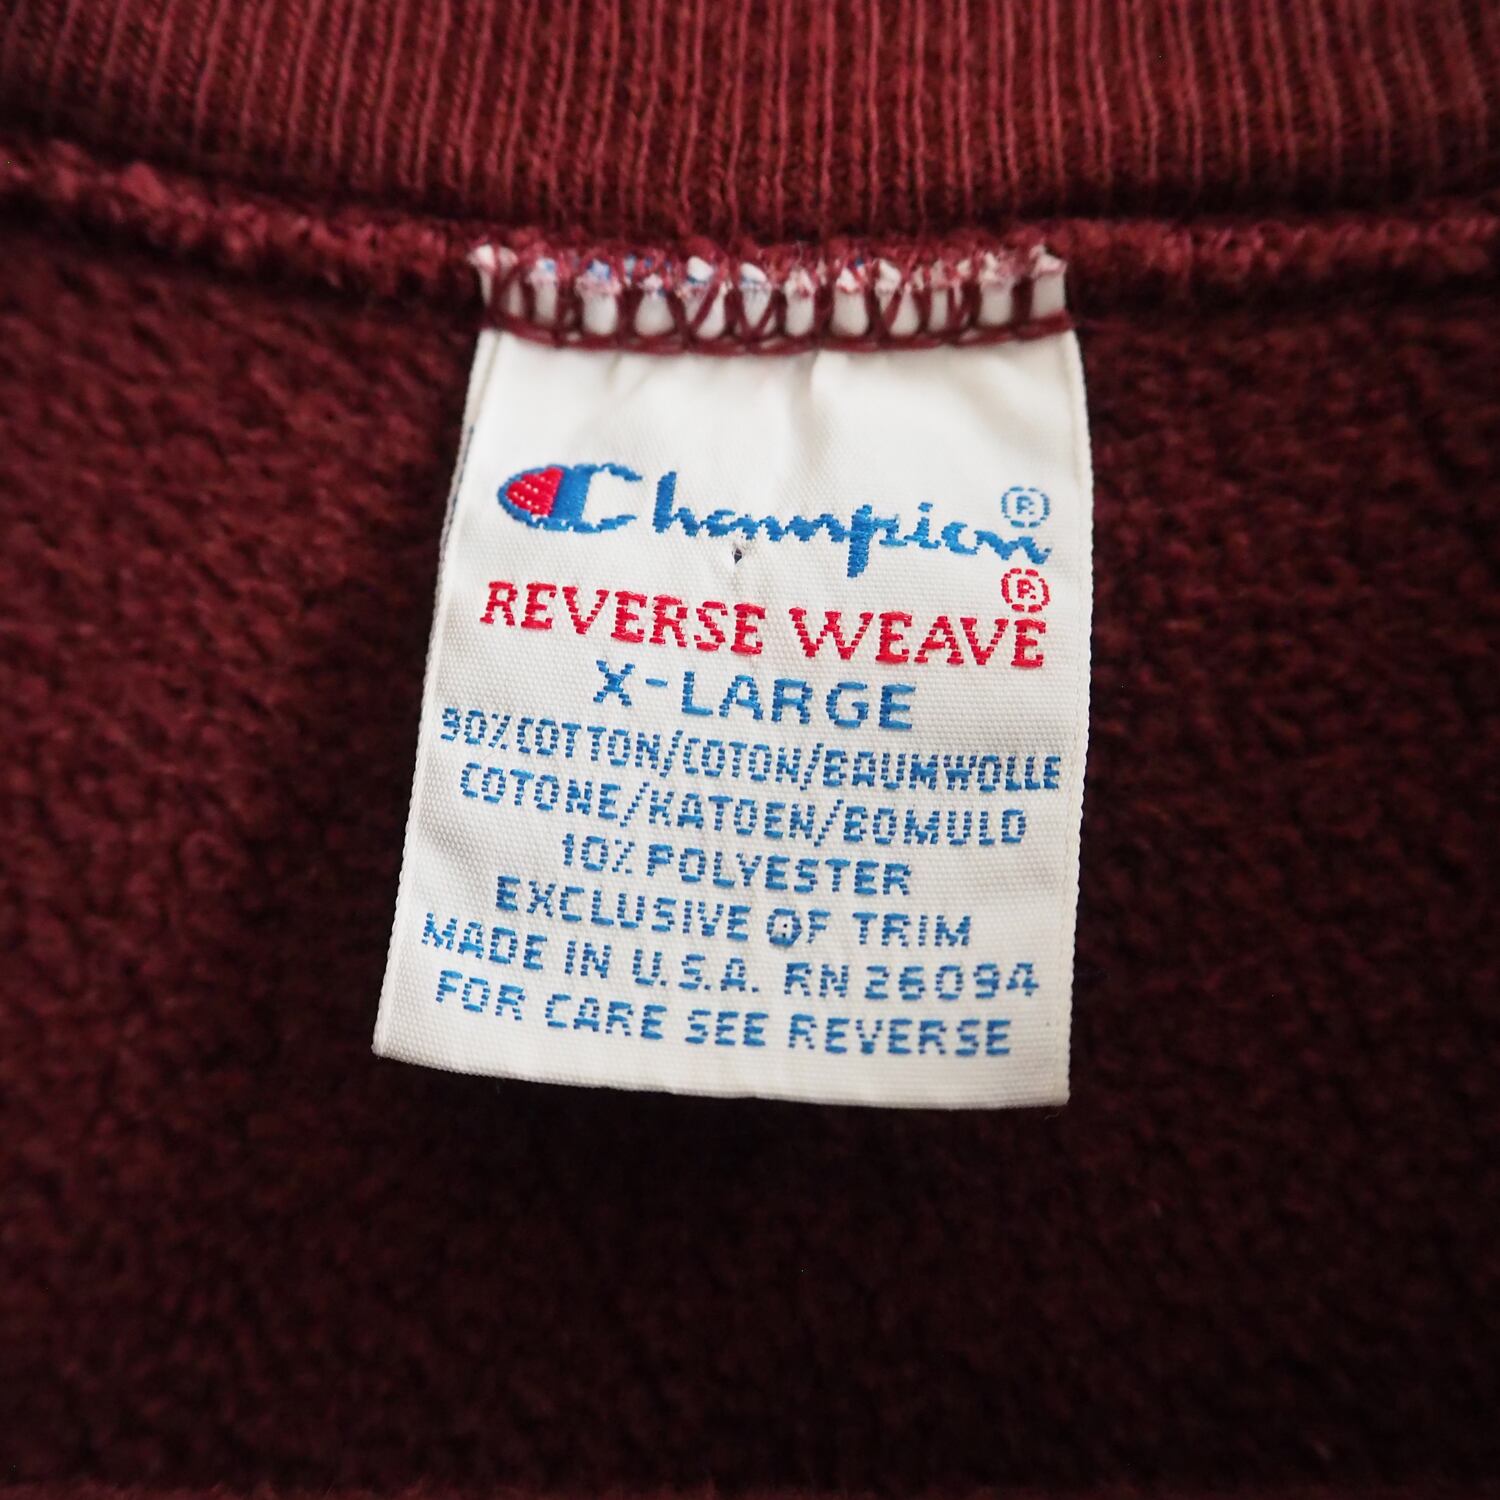 Champion®
REVERSE WEAVE®
X-LARGE
90% COTTON/COTON/BAUMWOLLE
COTONE/KATOEN/BOMULD
10% POLYESTER
EXCLUSIVE OF TRIM
MADE IN U.S.A. RN 26094
FOR CARE SEE REVERSE